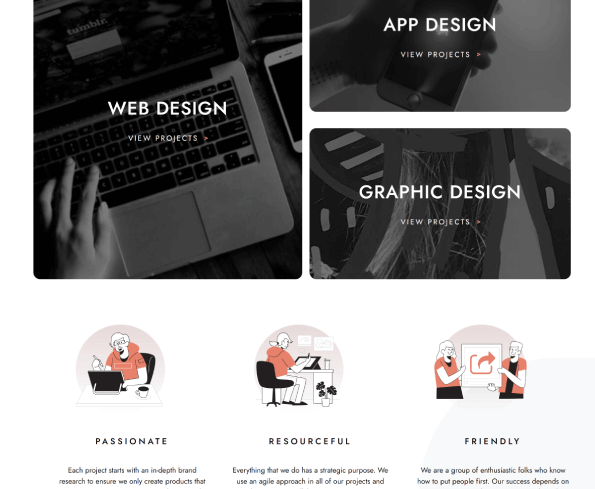 tumblr.
APP DESIGN
VIEW PROJECTS >
WEB DESIGN
VIEW PROJECTS >
GRAPHIC DESIGN
VIEW PROJECTS >
PASSIONATE
RESOURCEFUL
FRIENDLY
Each project starts with an in-depth brand
research to ensure we only create products that
Everything that we do has a strategic purpose. We
use an agile approach in all of our projects and
We are a group of enthusiastic folks who know
how to put people first. Our success depends on